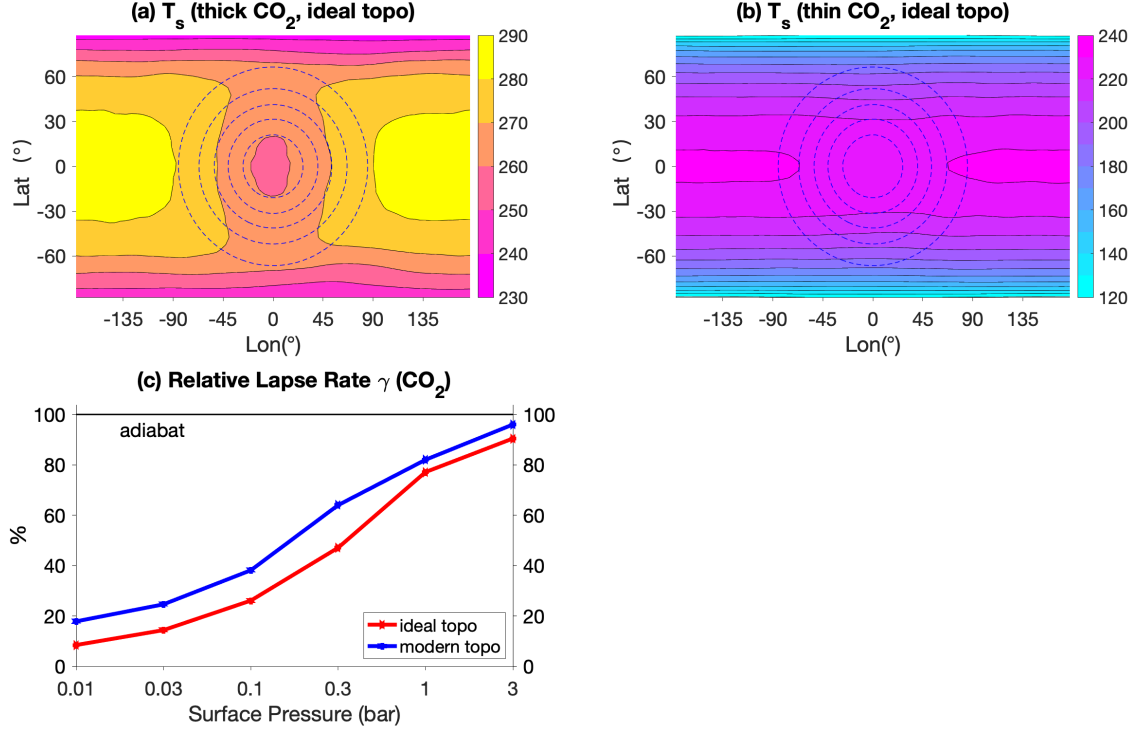 (a) T_s (thick CO_2, ideal topo)
Lat (°)
60
30
0
-30
-60
-135 -90 -45 0 45 90 135
Lon(°)
290
280
270
260
250
240
230
(b) T_s (thin CO_2, ideal topo)
Lat (°)
60
30
0
-30
-60
-135 -90 -45 0 45 90 135
Lon(°)
240
220
200
180
160
140
120
(c) Relative Lapse Rate γ (CO_2)
%
100
80
60
40
20
0
adiabat
100
80
60
40
20
0
ideal topo
modern topo
0.01 0.03 0.1 0.3 1 3
Surface Pressure (bar)